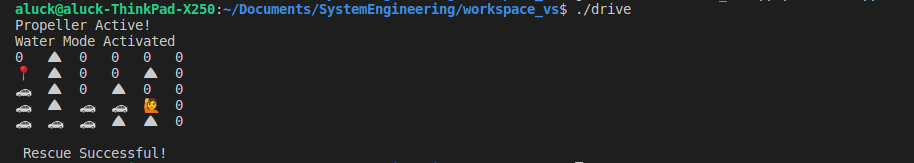 aluck@aluck-ThinkPad-X250:~/Documents/SystemEngineering/workspace_vs$ ./drive
Propeller Active!
Water Mode Activated
0 ⛰ 0 0 0 0
📍 ⛰ 0 0 ⛰ 0
🚗 ⛰ 0 ⛰ 0 0
🚗 ⛰ 🚗 🚗 🙋 0
🚗 🚗 🚗 ⛰ ⛰ 0
Rescue Successful!